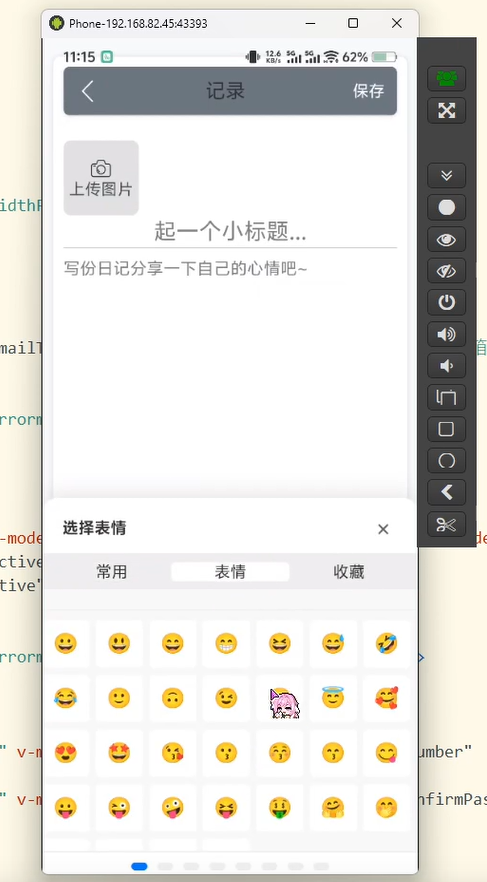 Phone-192.168.82.45:43393
11:15
12.6 KB/s 5G 5G 62%
记录
保存
idthF
上传图片
起一个小标题...
写份日记分享一下自己的心情吧~
mailT
箱
rrorm
选择表情
-mode
de
ctive
常用
表情
收藏
tive"
rrorm
>
" v-m
umber"
" v-m
nfirmPas